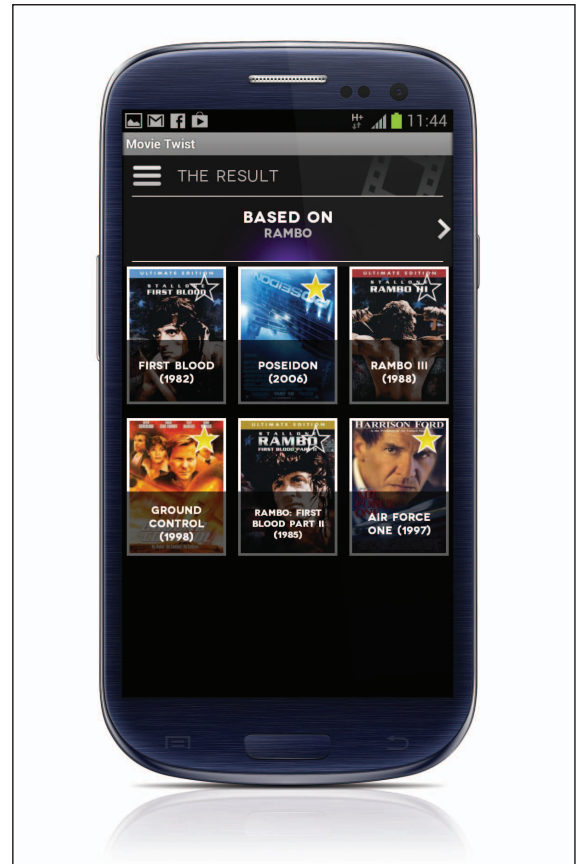 H+ 11:44
Movie Twist
THE RESULT
BASED ON
RAMBO
ULTIMATE EDITION
STALLONE
FIRST BLOOD
FIRST BLOOD
(1982)
POSEIDON
POSEIDON
(2006)
ULTIMATE EDITION
STALLONE
RAMBO III
RAMBO III
(1988)
GROUND
CONTROL
(1998)
ULTIMATE EDITION
STALLONE
RAMBO
FIRST BLOOD PART II
RAMBO: FIRST
BLOOD PART II
(1985)
HARRISON FORD
AIR FORCE
ONE (1997)